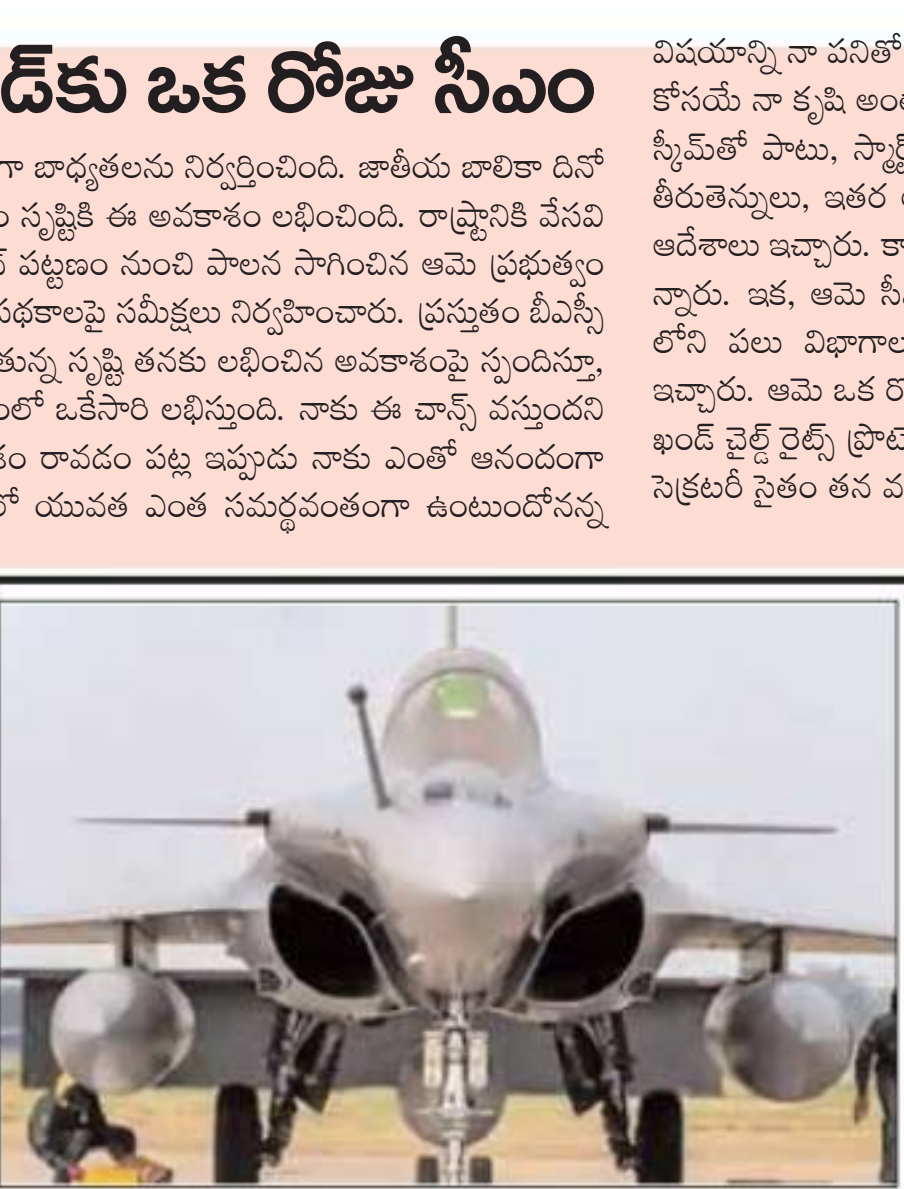 డ్‌కు ఒక రోజు సీఎం
గా బాధ్యతలను నిర్వర్తించింది. జాతీయ బాలికా దినో
సృష్టికి ఈ అవకాశం లభించింది. రాష్ట్రానికి వేసవి
పట్టణం నుంచి పాలన సాగించిన ఆమె ప్రభుత్వం
పథకాలపై సమీక్షలు నిర్వహించారు. ప్రస్తుతం బీఎస్సీ
తున్న సృష్టి తనకు లభించిన అవకాశంపై స్పందిస్తూ,
లో ఒకేసారి లభిస్తుంది. నాకు ఈ చాన్స్ వస్తుందని
రావడం పట్ల ఇప్పుడు నాకు ఎంతో ఆనందంగా
యువత ఎంత సమర్థవంతంగా ఉంటుందోనన్న
విషయాన్ని నా పనితో
కోసయే నా కృషి అంత
స్కీమ్‌తో పాటు, స్మార్ట్
తీరుతెన్నులు, ఇతర
ఆదేశాలు ఇచ్చారు. కా
న్నారు. ఇక, ఆమె సీ
లోని పలు విభాగాల
ఇచ్చారు. ఆమె ఒక రొ
ఖండ్ చైల్డ్ రైట్స్ ప్రొటె
సెక్రటరీ సైతం తన వ